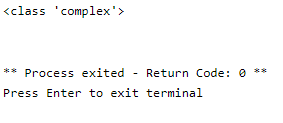 <class 'complex'>
** Process exited - Return Code: 0 **
Press Enter to exit terminal